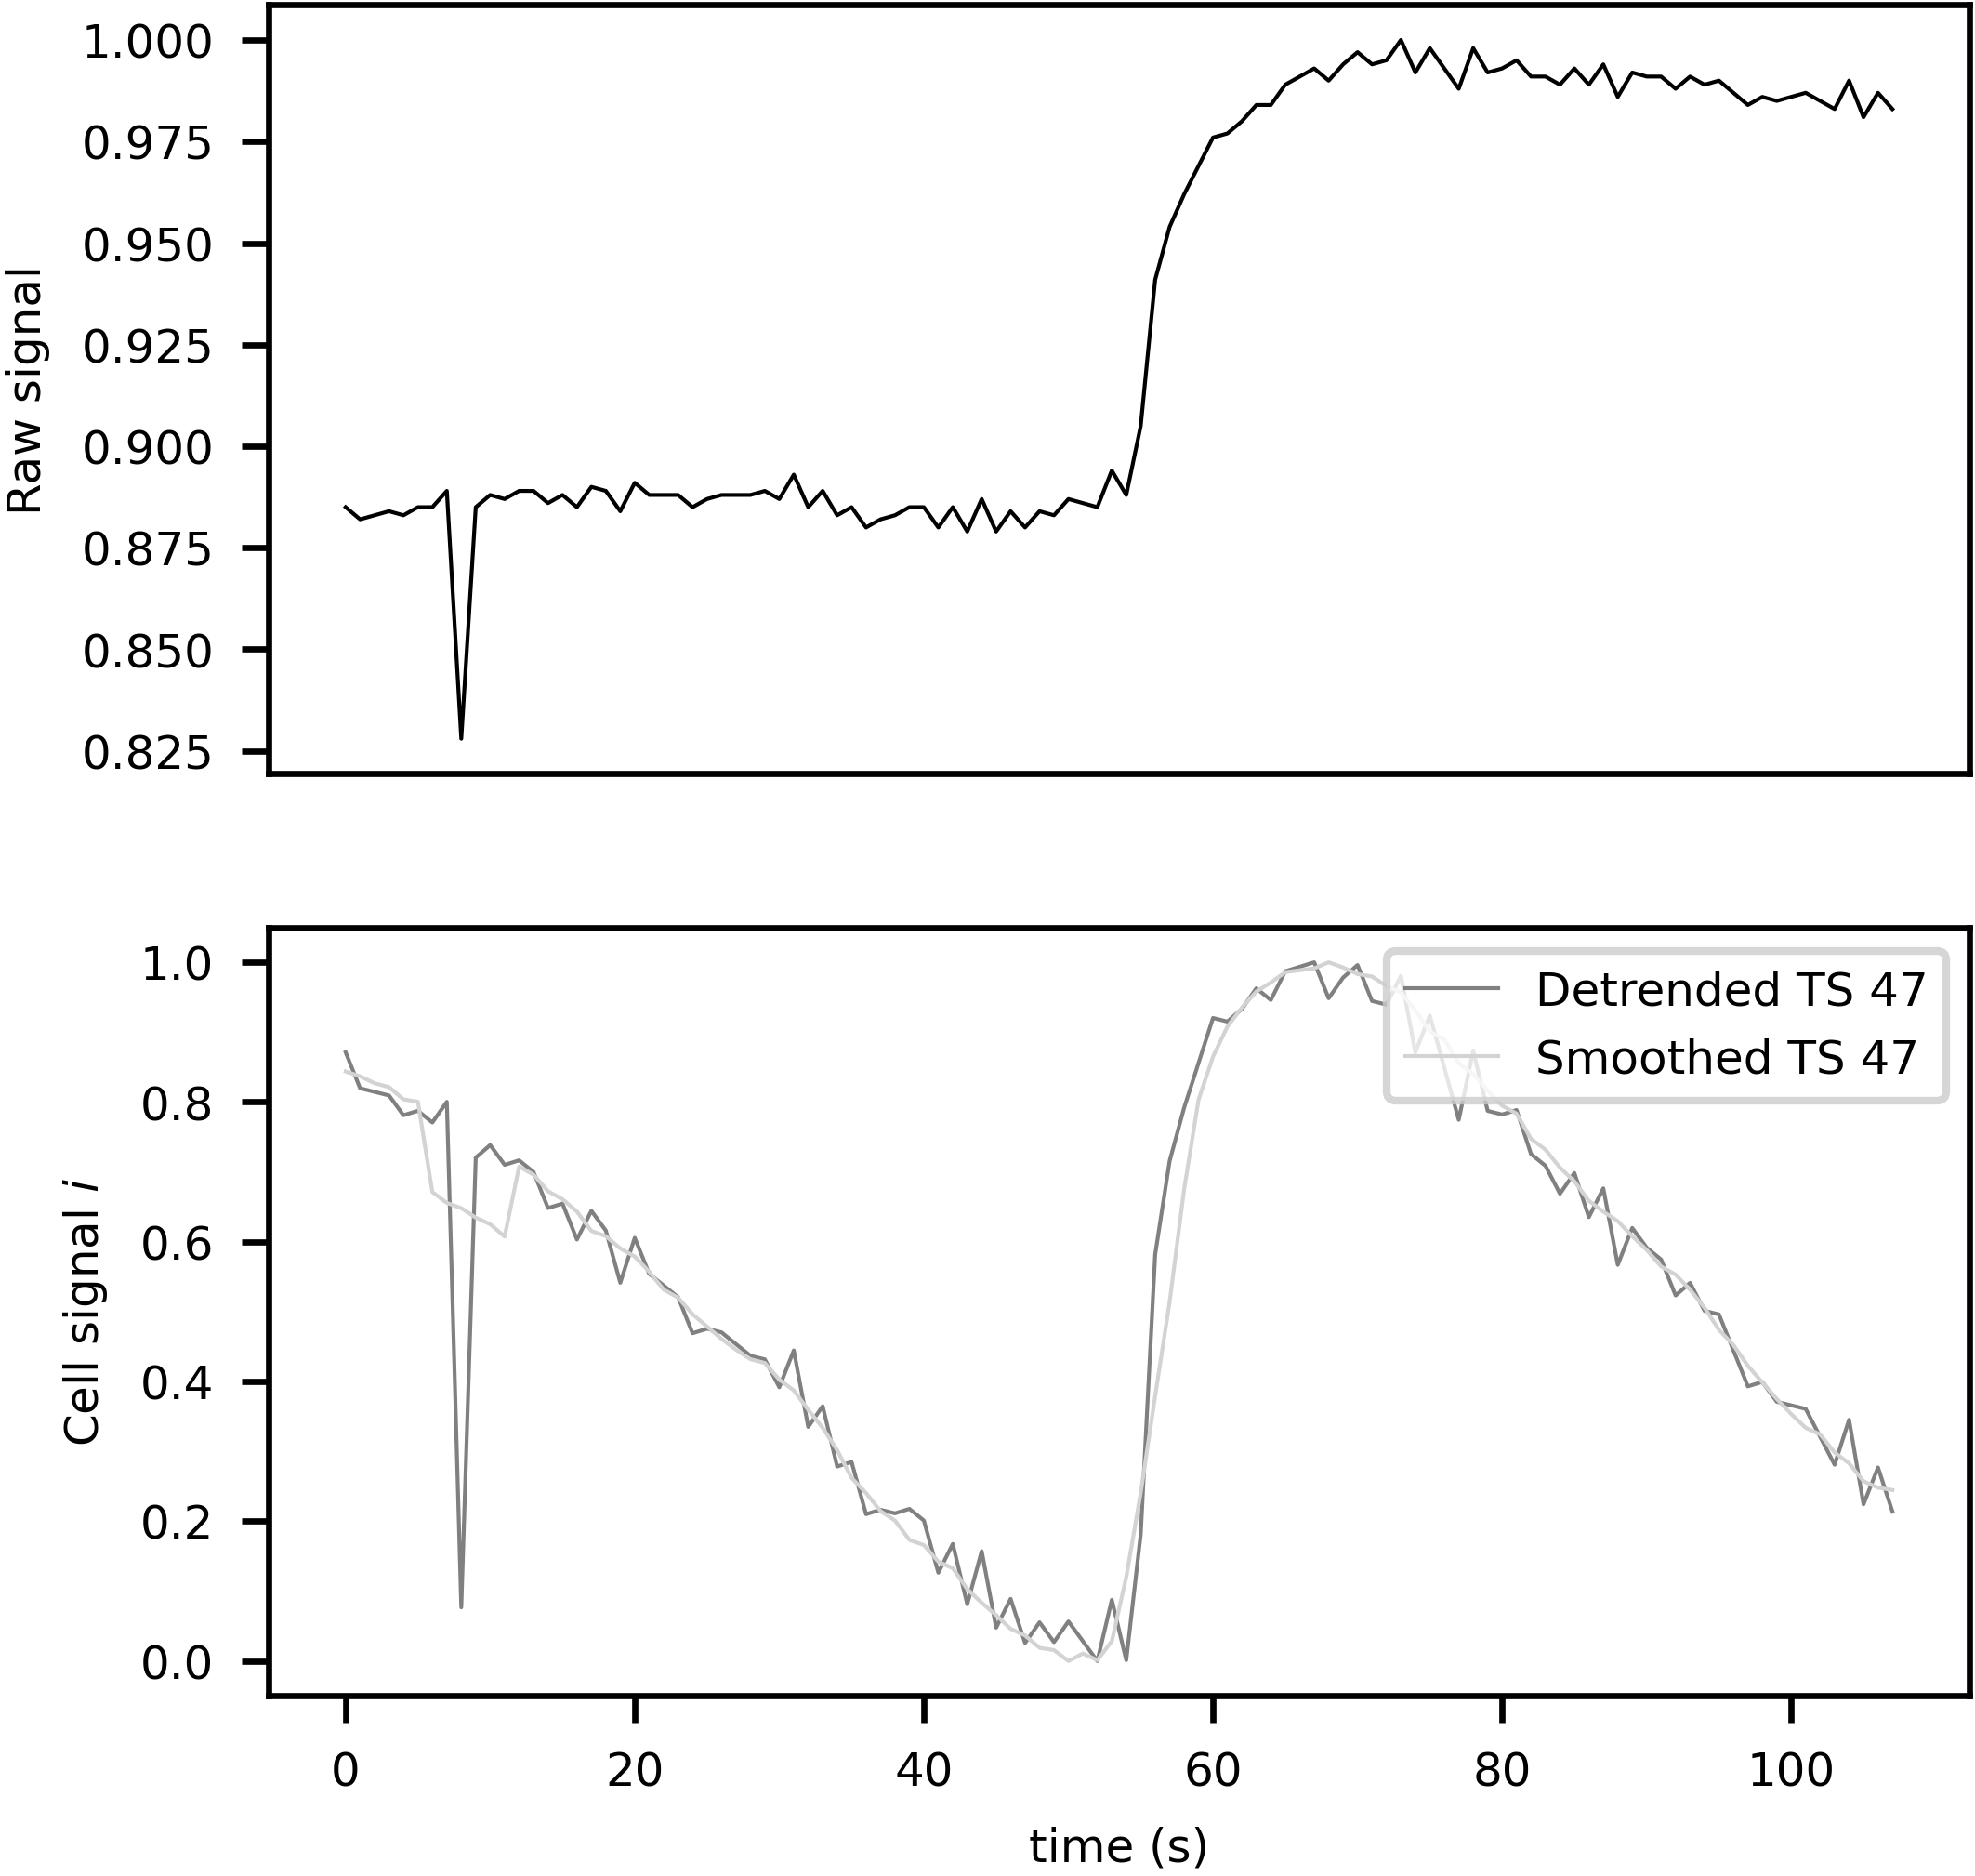 Raw signal
1.000
0.975
0.950
0.925
0.900
0.875
0.850
0.825
Cell signal i
1.0
0.8
0.6
0.4
0.2
0.0
Detrended TS 47
Smoothed TS 47
0 20 40 60 80 100
time (s)